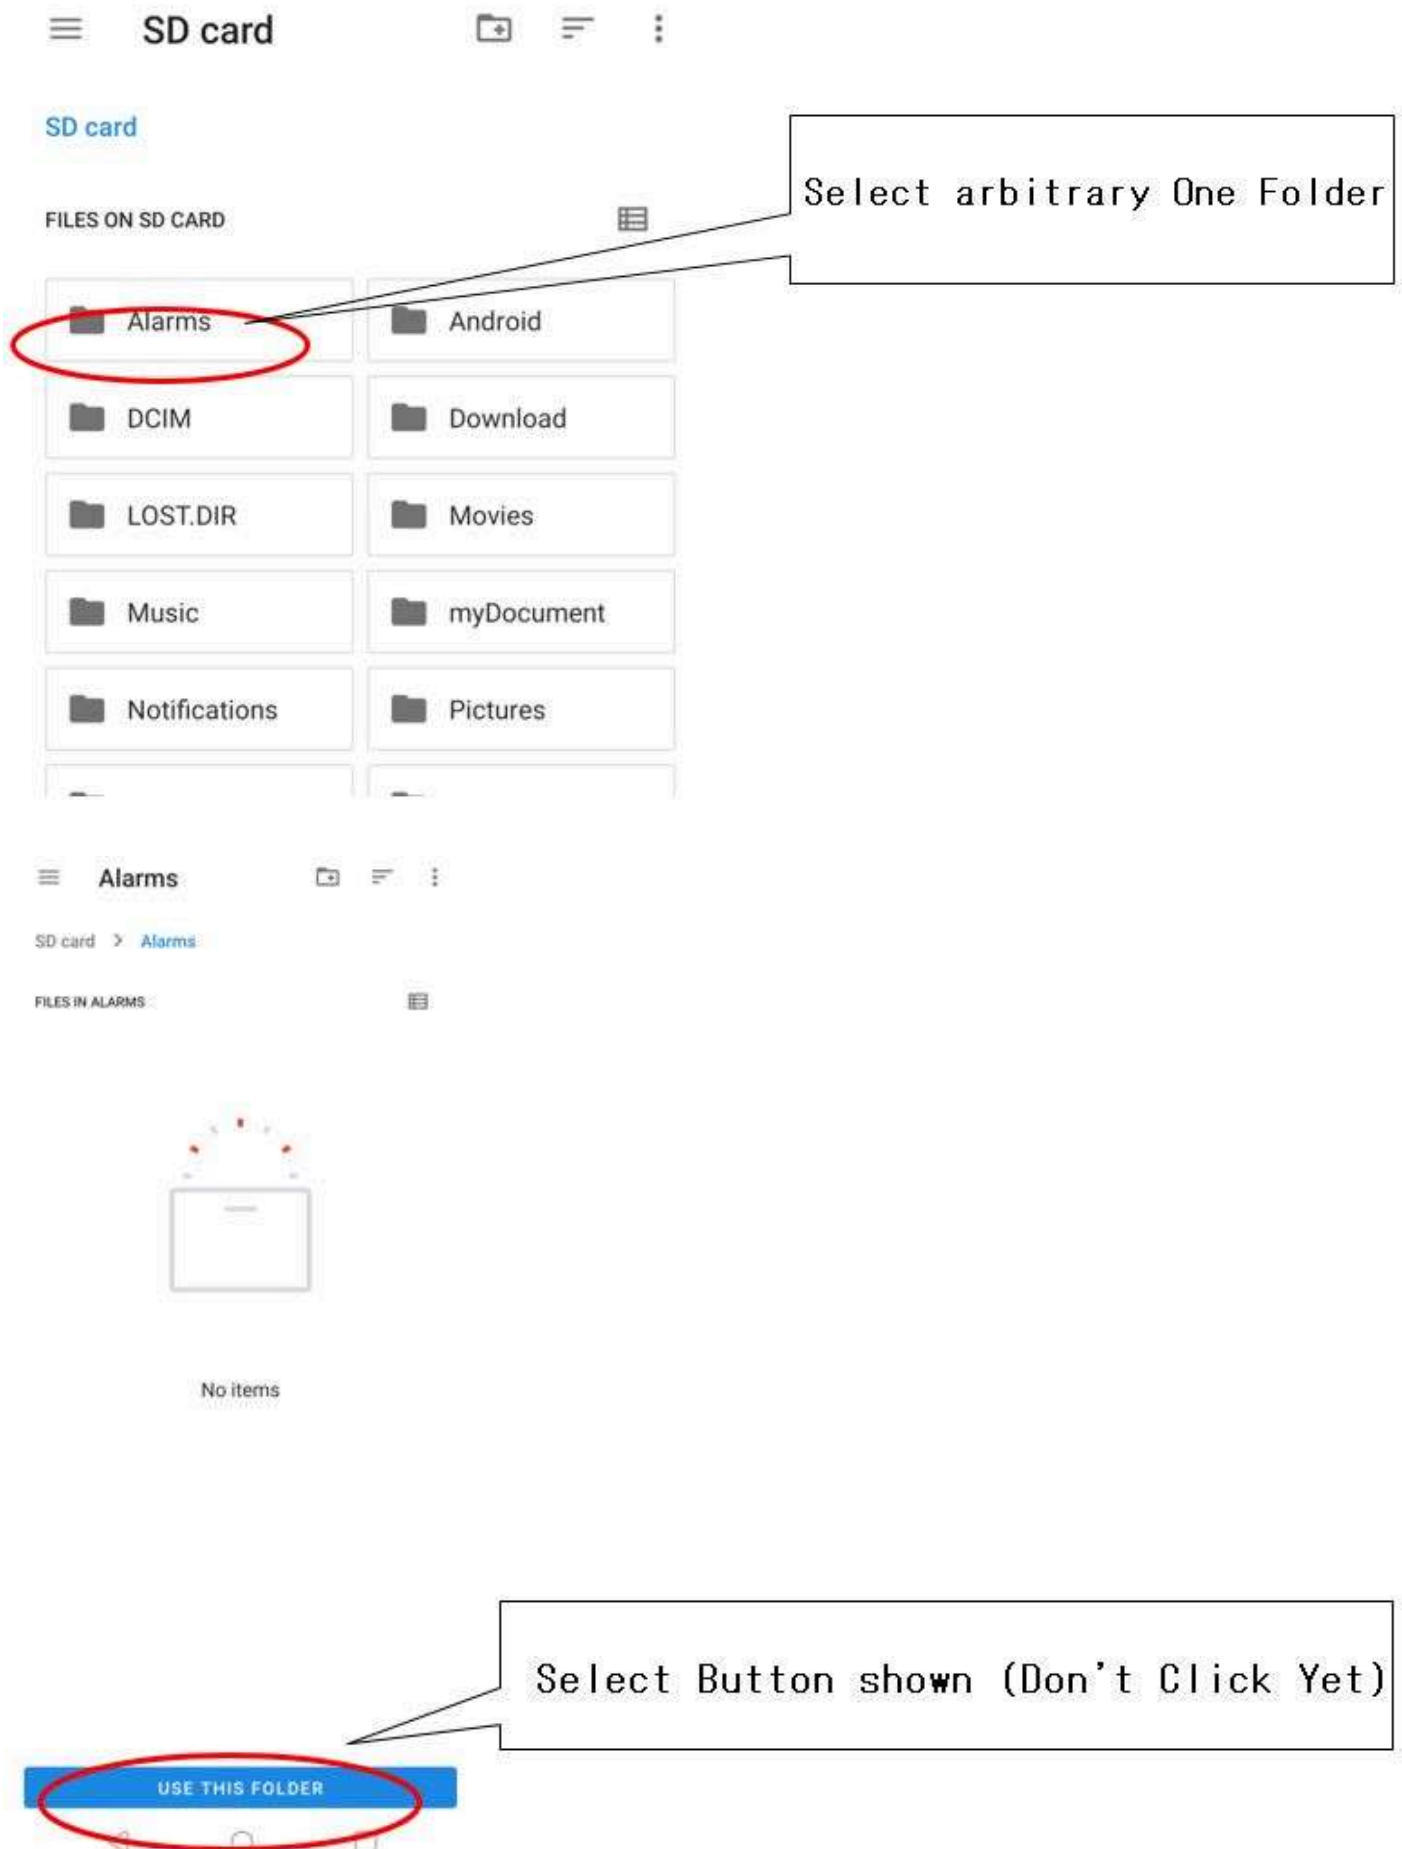 SD card
SD card
Select arbitrary One Folder
FILES ON SD CARD
Alarms
Android
DCIM
Download
LOST.DIR
Movies
Music
myDocument
Notifications
Pictures
Alarms
SD card > Alarms
FILES IN ALARMS
No items
Select Button shown (Don't Click Yet)
USE THIS FOLDER